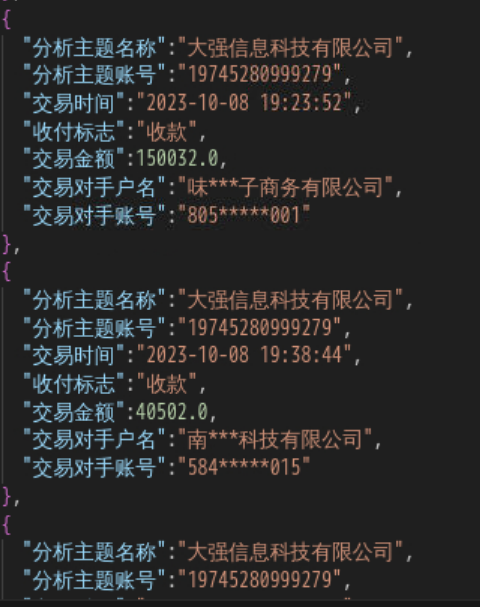 {
"分析主题名称":"大强信息科技有限公司",
"分析主题账号":"19745280999279",
"交易时间":"2023-10-08 19:23:52",
"收付标志":"收款",
"交易金额":150032.0,
"交易对手户名":"味***子商务有限公司",
"交易对手账号":"805*****001"
},
{
"分析主题名称":"大强信息科技有限公司",
"分析主题账号":"19745280999279",
"交易时间":"2023-10-08 19:38:44",
"收付标志":"收款",
"交易金额":40502.0,
"交易对手户名":"南***科技有限公司",
"交易对手账号":"584*****015"
},
{
"分析主题名称":"大强信息科技有限公司",
"分析主题账号":"19745280999279",